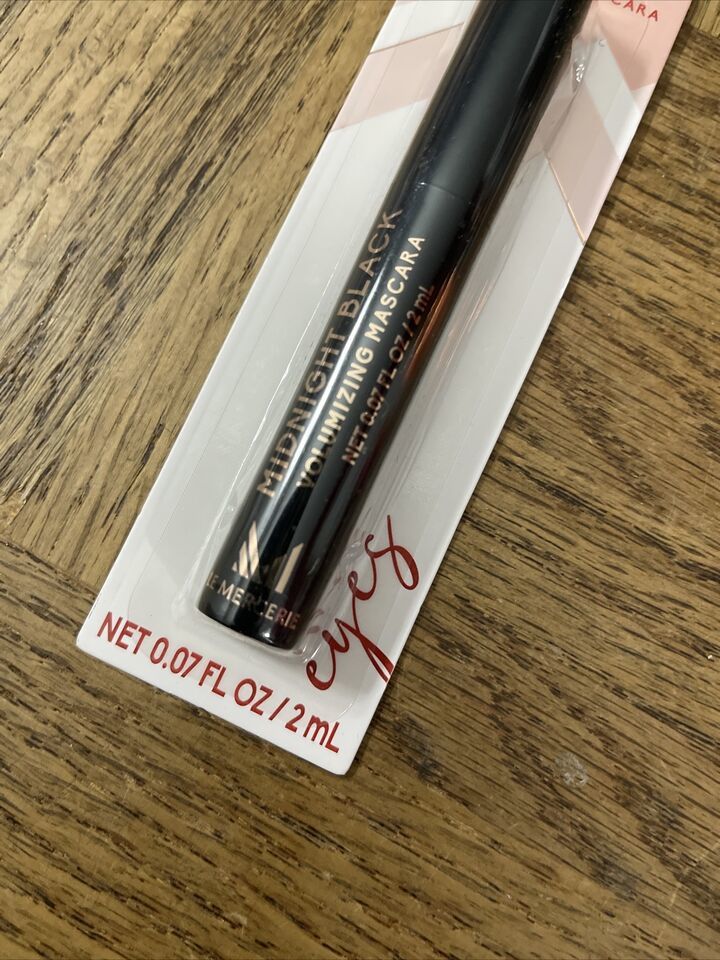 CARA
MIDNIGHT BLACK
VOLUMIZING MASCARA
NET 0.07 FL OZ / 2 mL
LE MERCERIE
eyes
NET 0.07 FL OZ / 2 mL